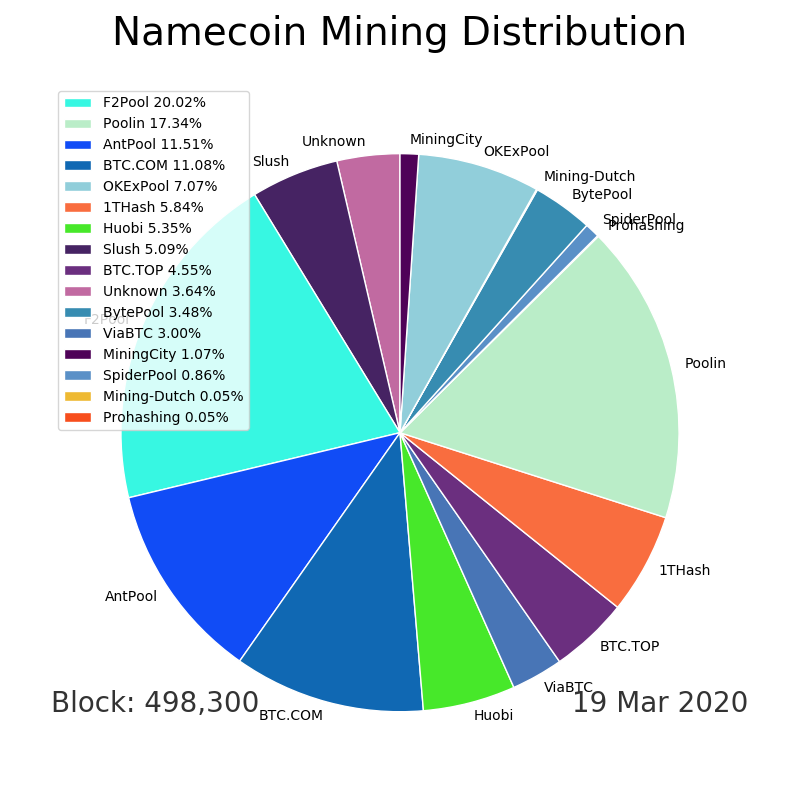 Namecoin Mining Distribution
F2Pool 20.02%
Poolin 17.34%
AntPool 11.51%
BTC.COM 11.08%
OKExPool 7.07%
1THash 5.84%
Huobi 5.35%
Slush 5.09%
BTC.TOP 4.55%
Unknown 3.64%
BytePool 3.48%
ViaBTC 3.00%
MiningCity 1.07%
SpiderPool 0.86%
Mining-Dutch 0.05%
Prohashing 0.05%
MiningCity
OKExPool
Mining-Dutch
BytePool
SpiderPool
Prohashing
Poolin
1THash
BTC.TOP
ViaBTC
Huobi
BTC.COM
AntPool
F2Pool
Slush
Unknown
Block: 498,300
19 Mar 2020